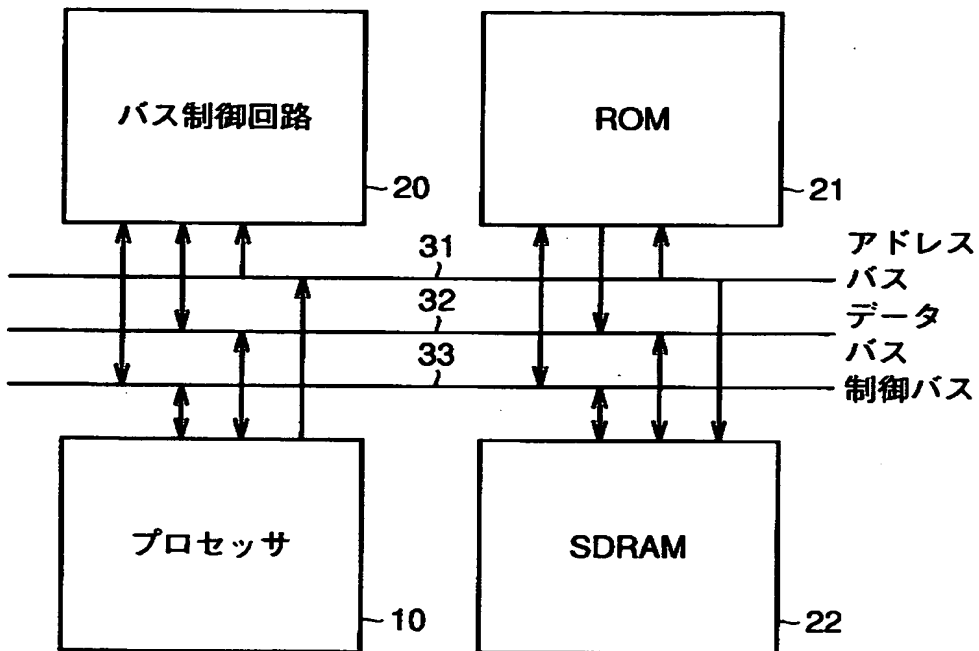 バス制御回路
20
ROM
21
31
アドレス
バス
32
データ
バス
33
制御バス
プロセッサ
10
SDRAM
22